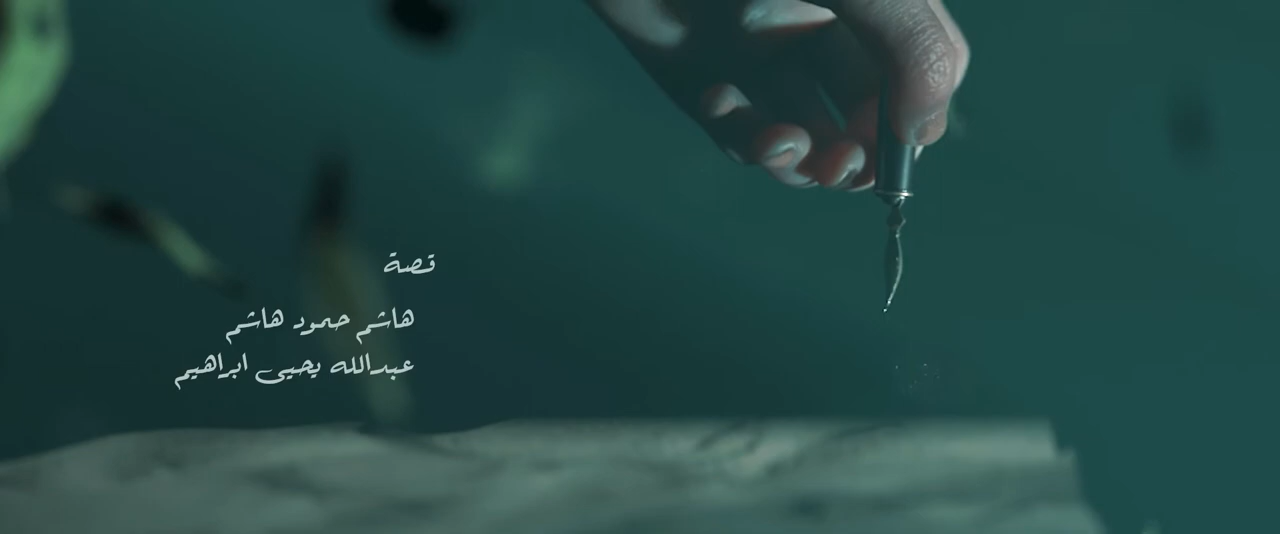 قصة
هاشم حمود هاشم
عبدالله يحيى ابراهيم